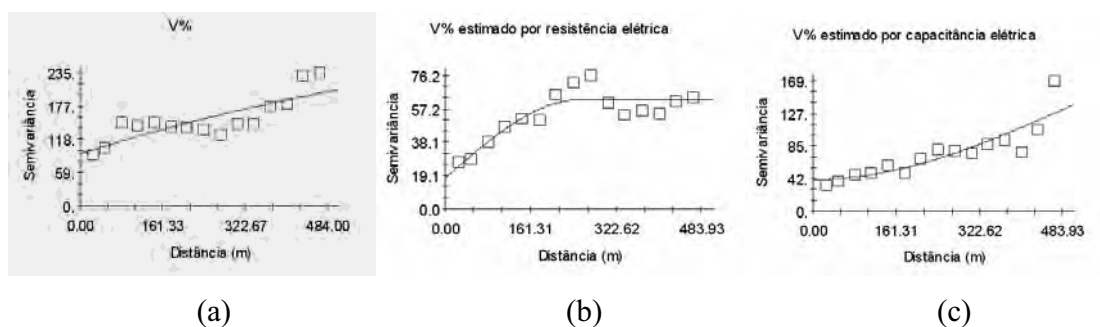 V%
Semivariância
235.
177.
118.
59.
0.
0.00 161.33 322.67 484.00
Distância (m)
(a)
V% estimado por resistência elétrica
Semivariância
76.2
57.2
38.1
19.1
0.0
0.00 161.31 322.62 483.93
Distância (m)
(b)
V% estimado por capacitância elétrica
Semivariância
169.
127.
85.
42.
0.
0.00 161.31 322.62 483.93
Distância (m)
(c)